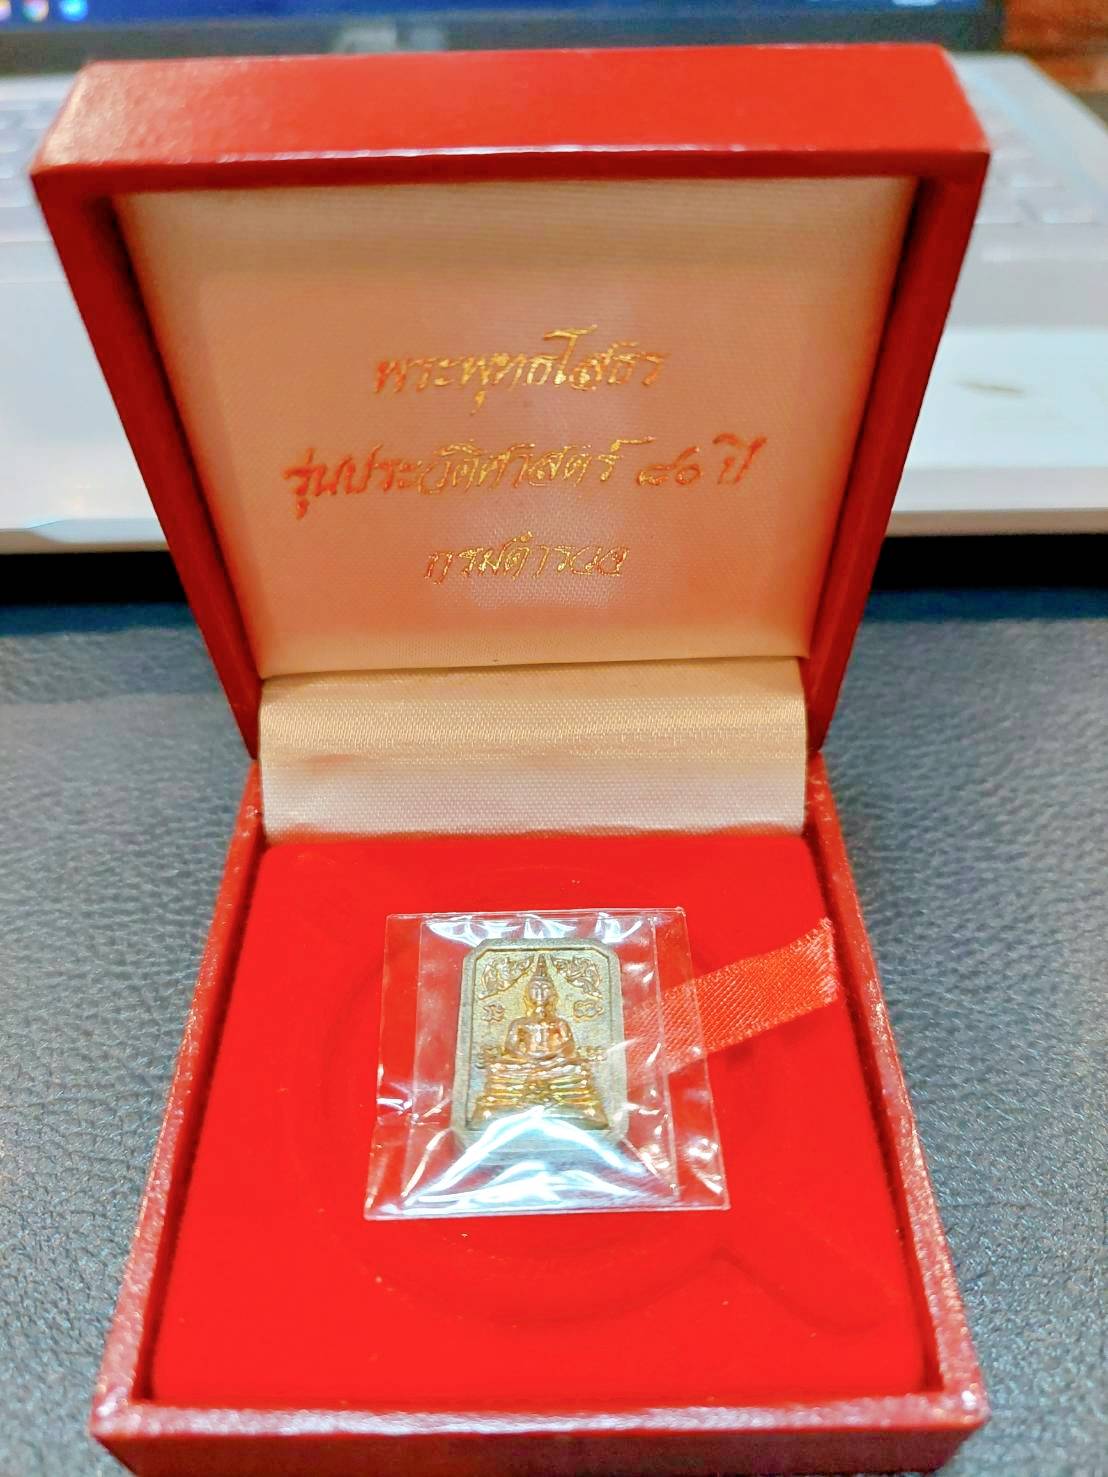 พระพุทธโสธร
รุ่นประวัติศาสตร์ ๘๐ ปี
กรมตำรวจ